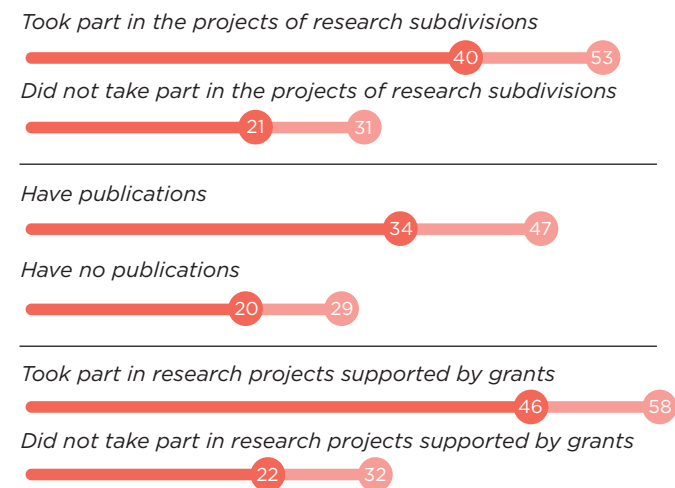 Took part in the projects of research subdivisions
40 53
Did not take part in the projects of research subdivisions
21 31
Have publications
34 47
Have no publications
20 29
Took part in research projects supported by grants
46 58
Did not take part in research projects supported by grants
22 32